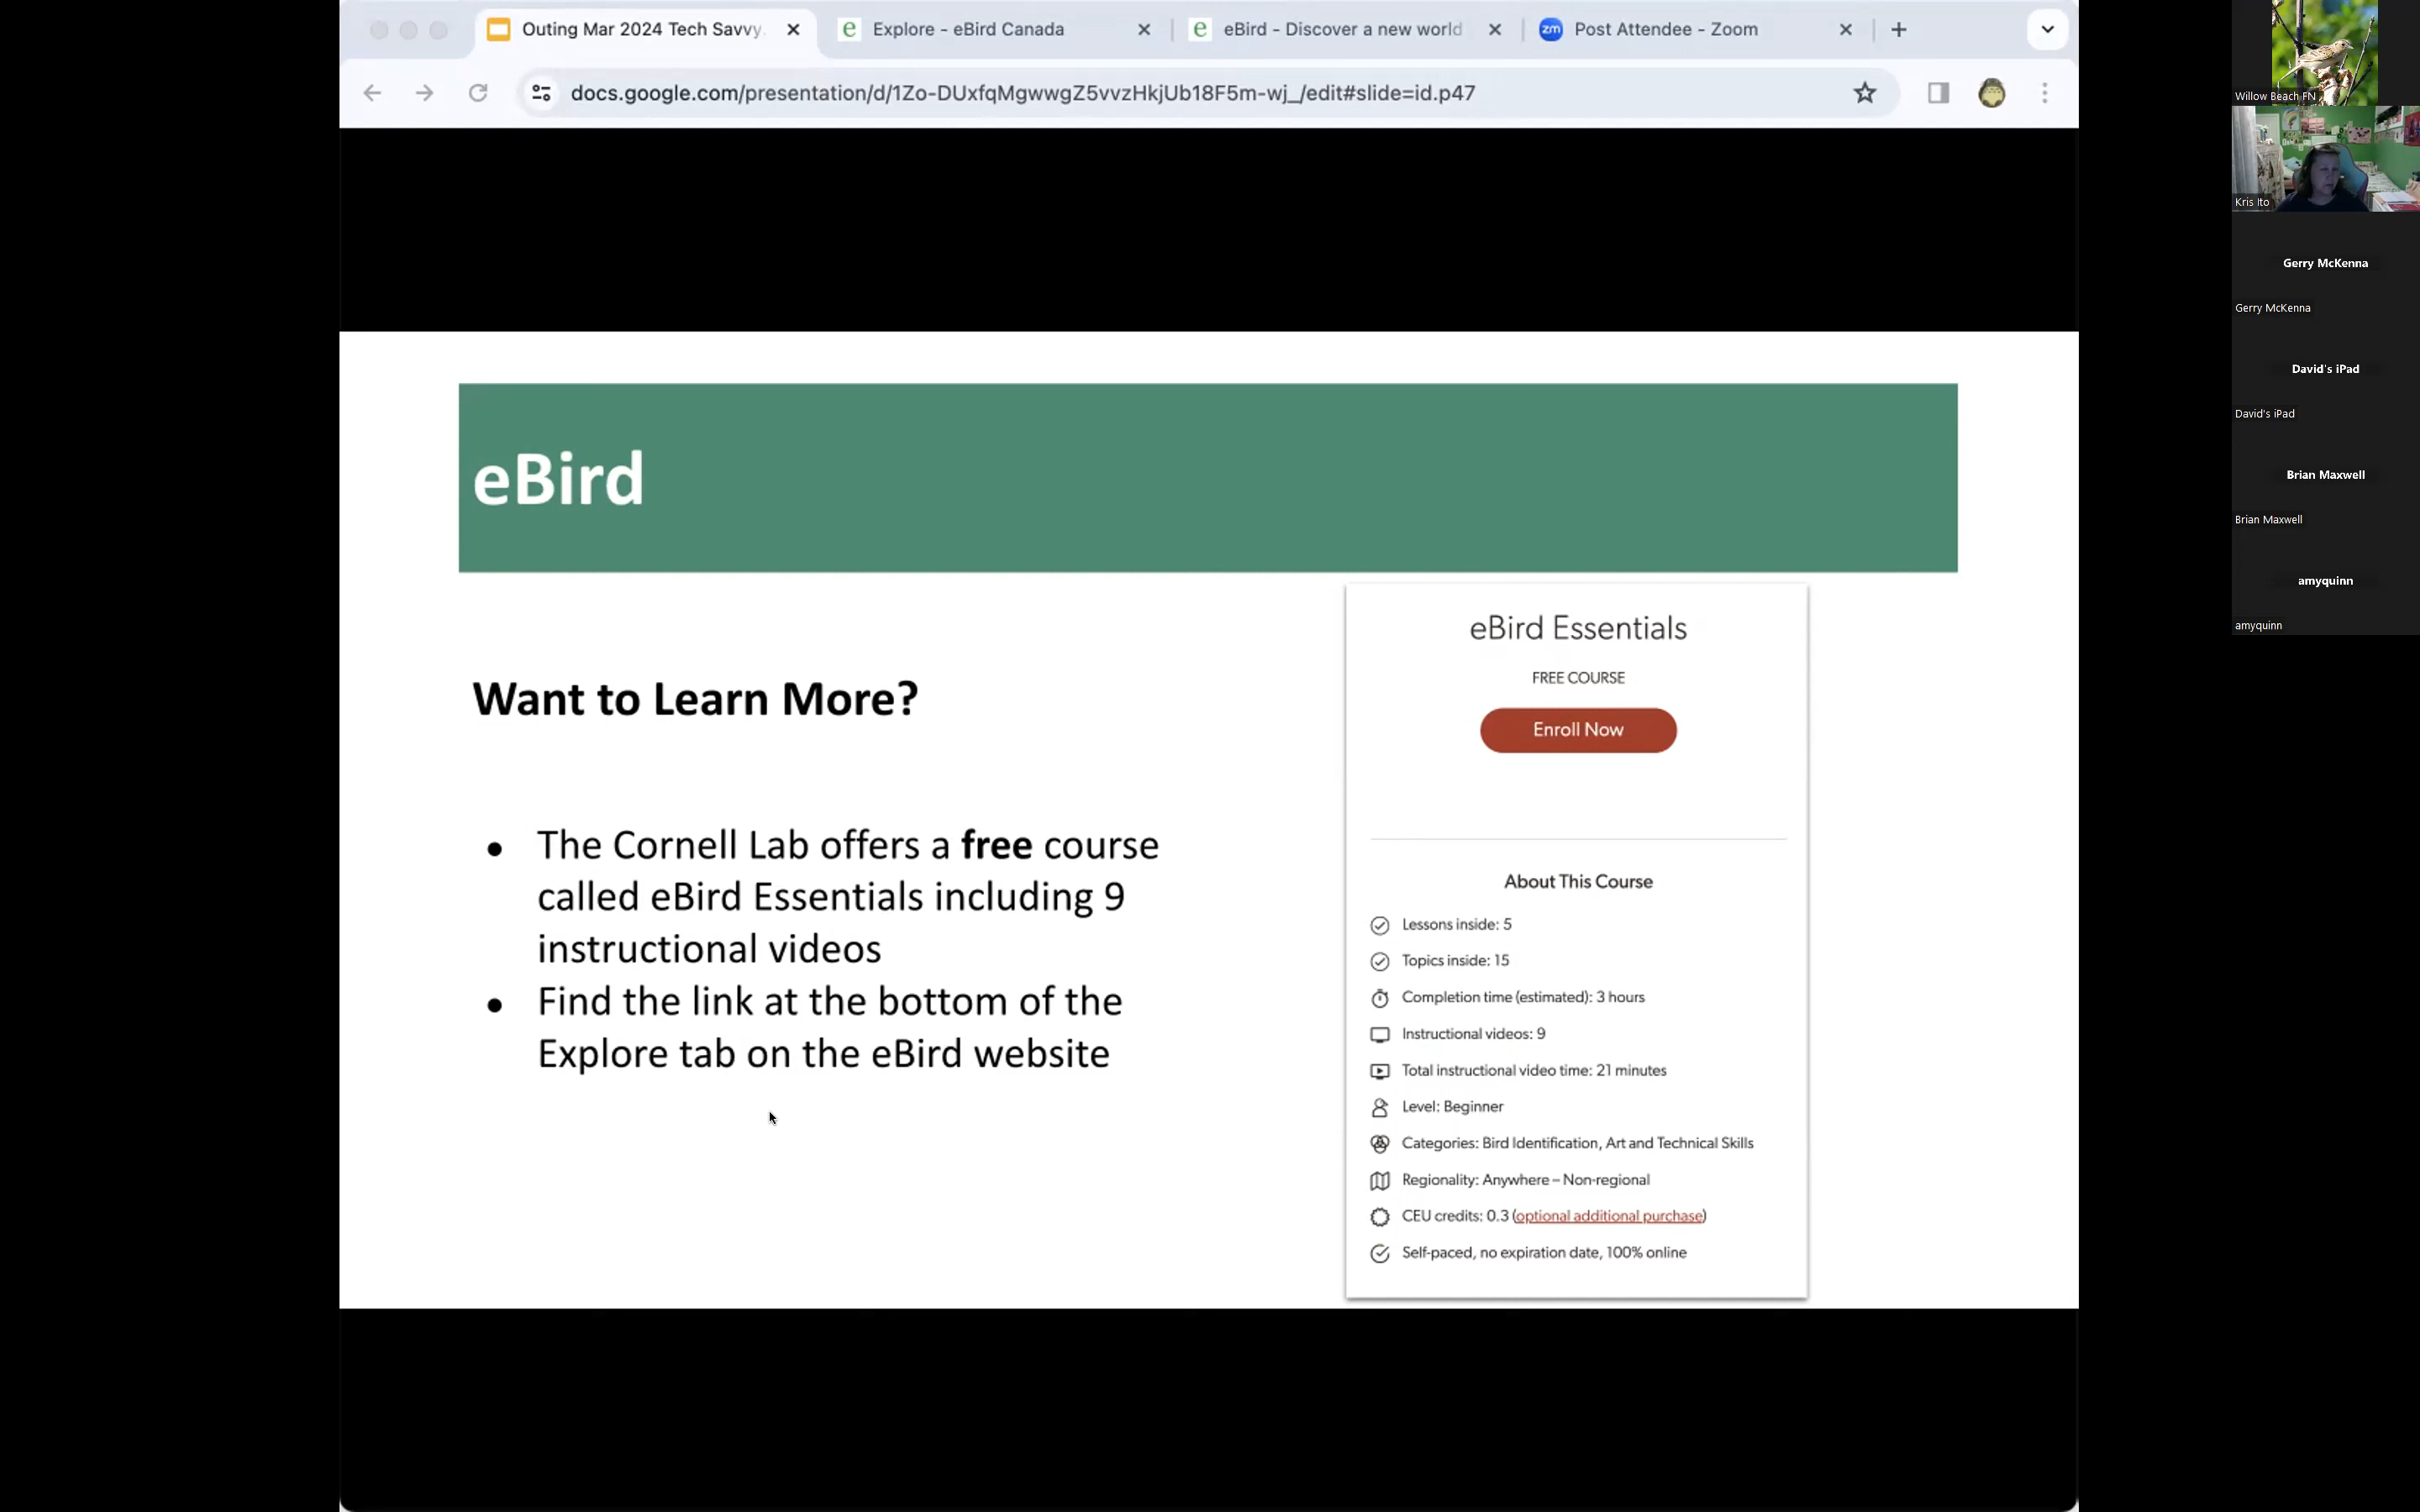 Outing Mar 2024 Tech Savvy
Explore - eBird Canada
eBird - Discover a new world
Post Attendee - Zoom
docs.google.com/presentation/d/1Zo-DUxfqMgwwgZ5vvzHkjUb18F5m-wj_/edit#slide=id.p47
eBird
Want to Learn More?
• The Cornell Lab offers a free course
called eBird Essentials including 9
instructional videos
• Find the link at the bottom of the
Explore tab on the eBird website
eBird Essentials
FREE COURSE
Enroll Now
About This Course
Lessons inside: 5
Topics inside: 15
Completion time (estimated): 3 hours
Instructional videos: 9
Total instructional video time: 21 minutes
Level: Beginner
Categories: Bird Identification, Art and Technical Skills
Regionality: Anywhere – Non-regional
CEU credits: 0.3 (optional additional purchase)
Self-paced, no expiration date, 100% online
Willow Beach FN
Kris Ito
Gerry McKenna
Gerry McKenna
David's iPad
David's iPad
Brian Maxwell
Brian Maxwell
amyquinn
amyquinn